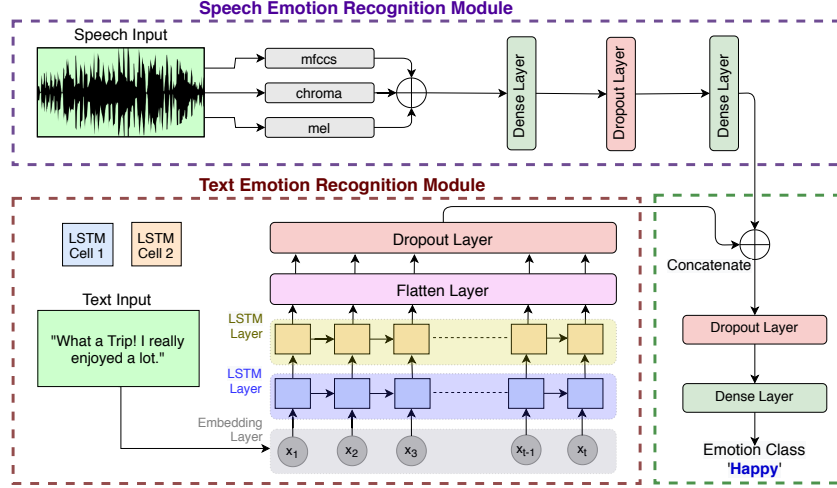 Speech Emotion Recognition Module
Speech Input
mfccs
chroma
mel
Dense Layer
Dropout Layer
Dense Layer
Text Emotion Recognition Module
LSTM
Cell 1
LSTM
Cell 2
Dropout Layer
Flatten Layer
Text Input
"What a Trip! I really
enjoyed a lot."
LSTM
Layer
LSTM
Layer
Embedding
Layer
x1
x2
x3
xt-1
xt
Concatenate
Dropout Layer
Dense Layer
Emotion Class
'Happy'